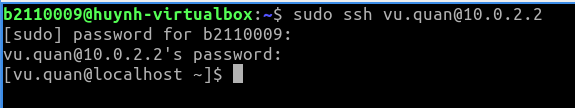 b2110009@huynh-virtualbox:~$ sudo ssh vu.quan@10.0.2.2
[sudo] password for b2110009:
vu.quan@10.0.2.2's password:
[vu.quan@localhost ~]$